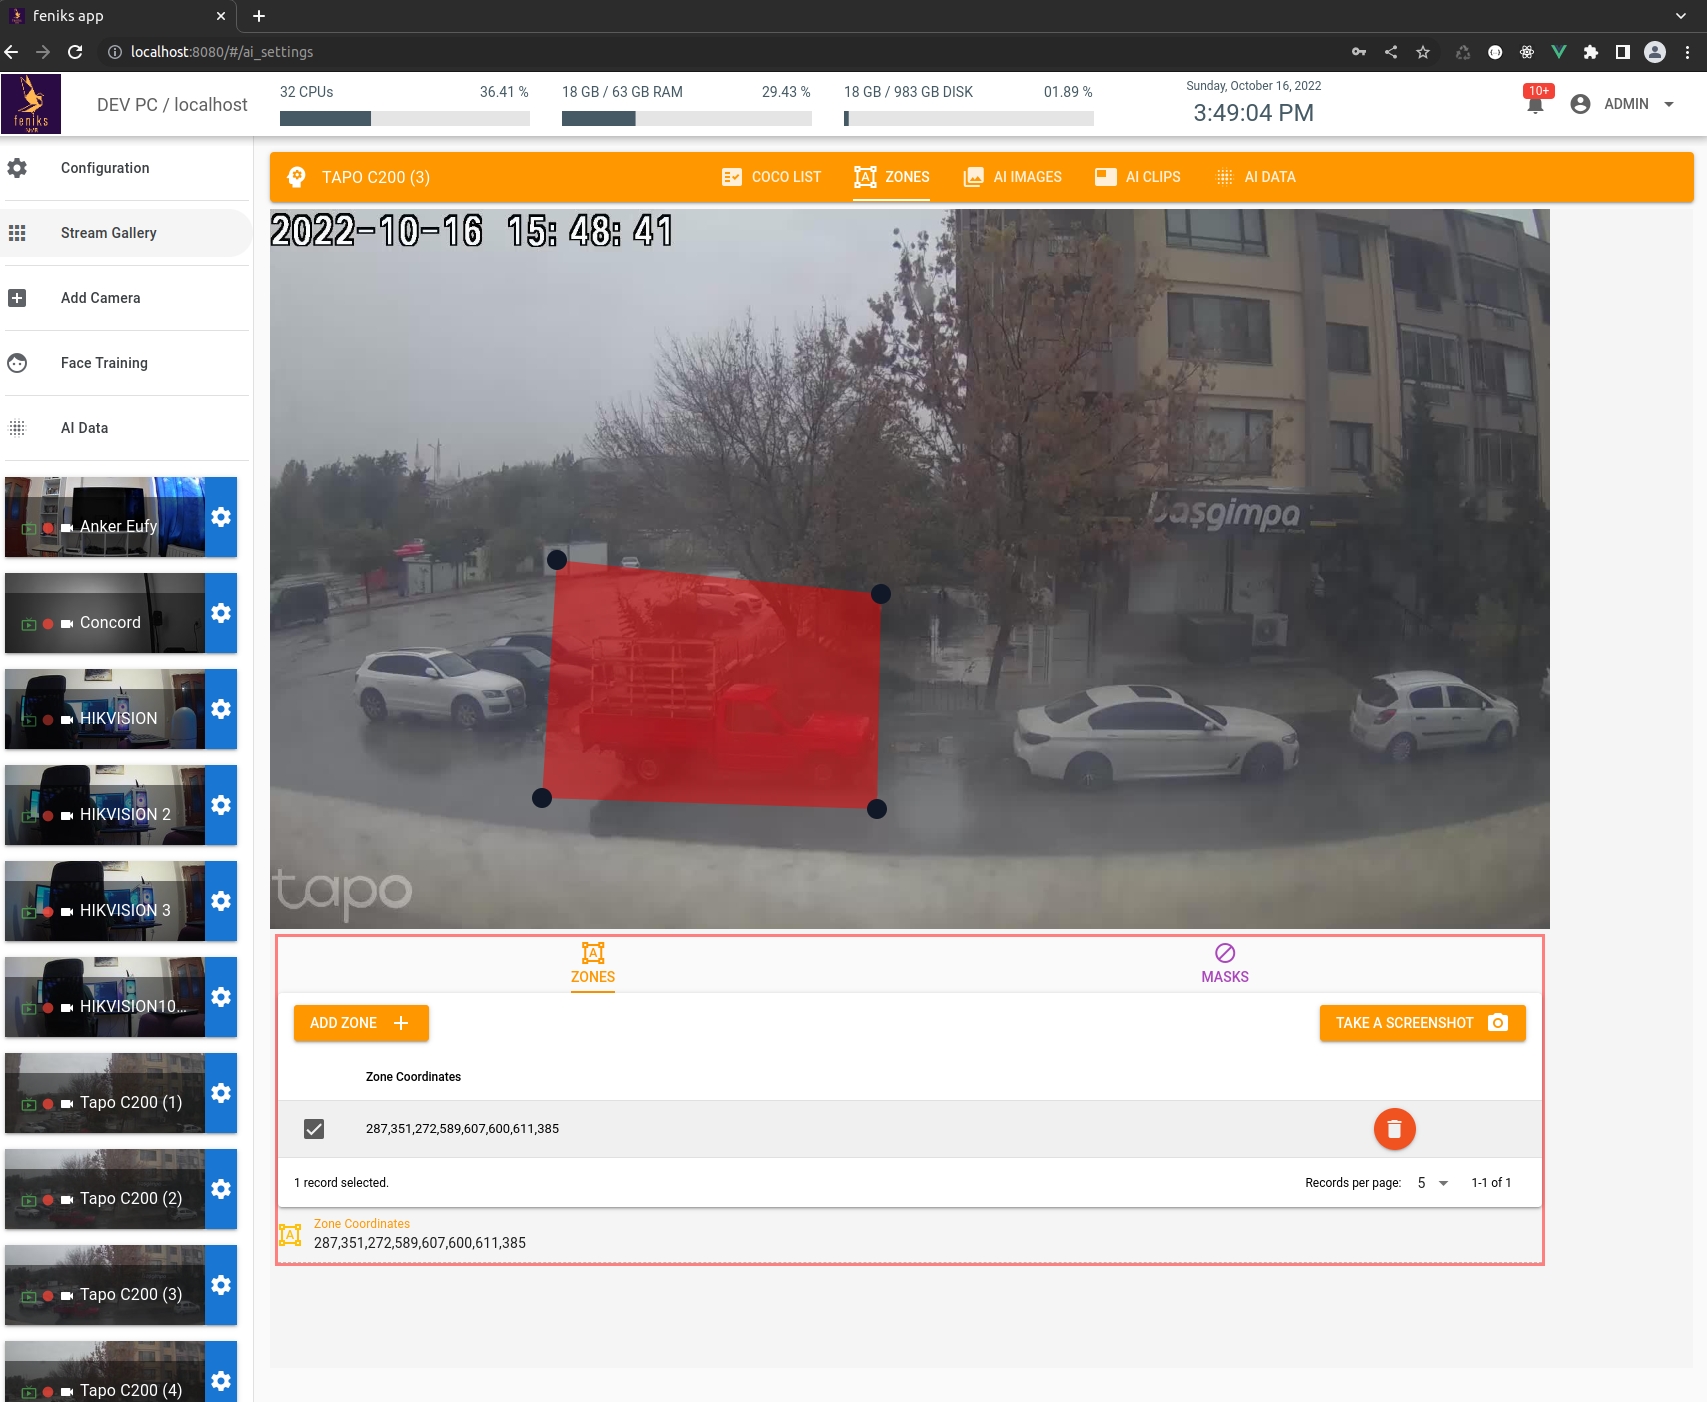 feniks app
localhost:8080/#/ai_settings
feniks
NVR
DEV PC / localhost
32 CPUs 36.41 %
18 GB / 63 GB RAM 29.43 %
18 GB / 983 GB DISK 01.89 %
Sunday, October 16, 2022
3:49:04 PM
10+
ADMIN
Configuration
Stream Gallery
Add Camera
Face Training
AI Data
Anker Eufy
Concord
HIKVISION
HIKVISION 2
HIKVISION 3
HIKVISION10...
Tapo C200 (1)
Tapo C200 (2)
Tapo C200 (3)
Tapo C200 (4)
TAPO C200 (3)
COCO LIST
ZONES
AI IMAGES
AI CLIPS
AI DATA
2022-10-16 15:48:41
başgimpa
tapo
ZONES
MASKS
ADD ZONE
TAKE A SCREENSHOT
Zone Coordinates
287,351,272,589,607,600,611,385
1 record selected.
Records per page: 5 1-1 of 1
Zone Coordinates
287,351,272,589,607,600,611,385